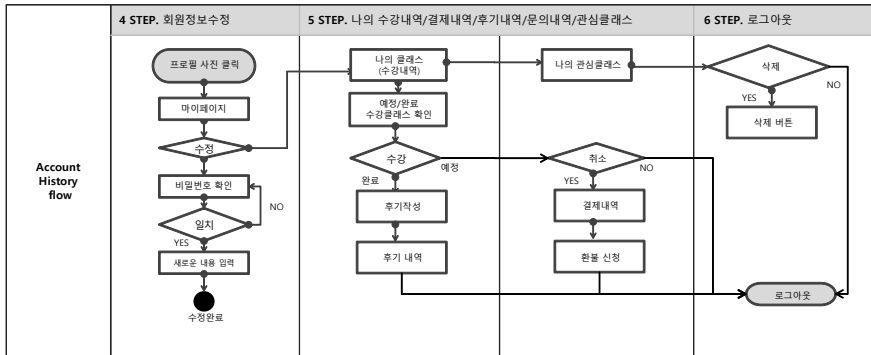 4 STEP. 회원정보수정
5 STEP. 나의 수강내역/결제내역/후기내역/문의내역/관심클래스
6 STEP. 로그아웃
Account
History
flow
프로필 사진 클릭
마이페이지
수정
비밀번호 확인
NO
일치
YES
새로운 내용 입력
수정완료
나의 클래스
(수강내역)
예정/완료
수강클래스 확인
수강
예정
완료
후기작성
후기 내역
나의 관심클래스
취소
NO
YES
결제내역
환불 신청
삭제
NO
YES
삭제 버튼
로그아웃